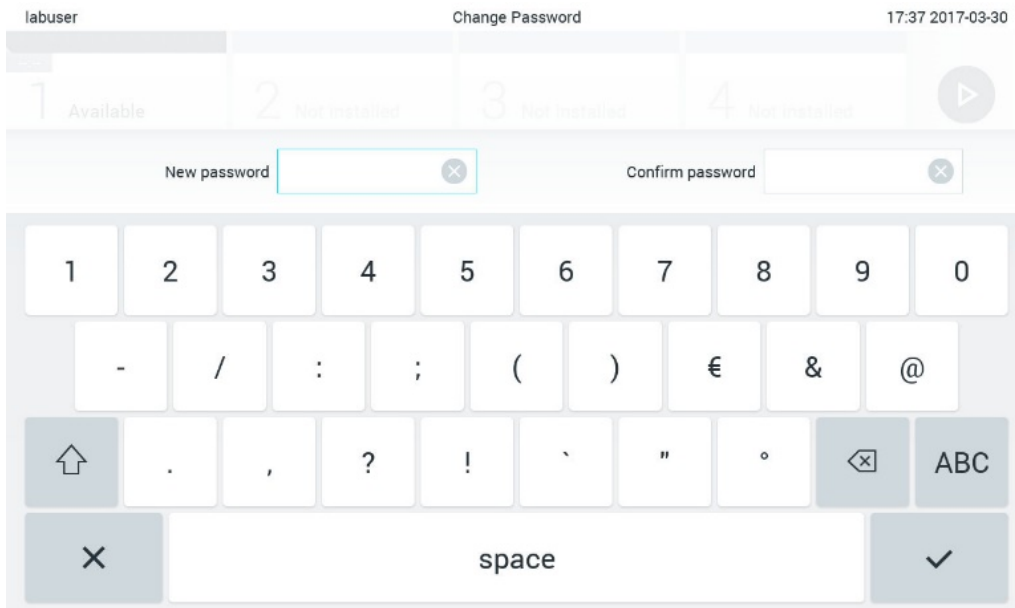 labuser Change Password 17:37 2017-03-30
1 Available 2 Not installed 3 Not installed 4 Not installed
New password Confirm password
1 2 3 4 5 6 7 8 9 0
- / : ; ( ) € & @
. , ? ! ` " ° ABC
space